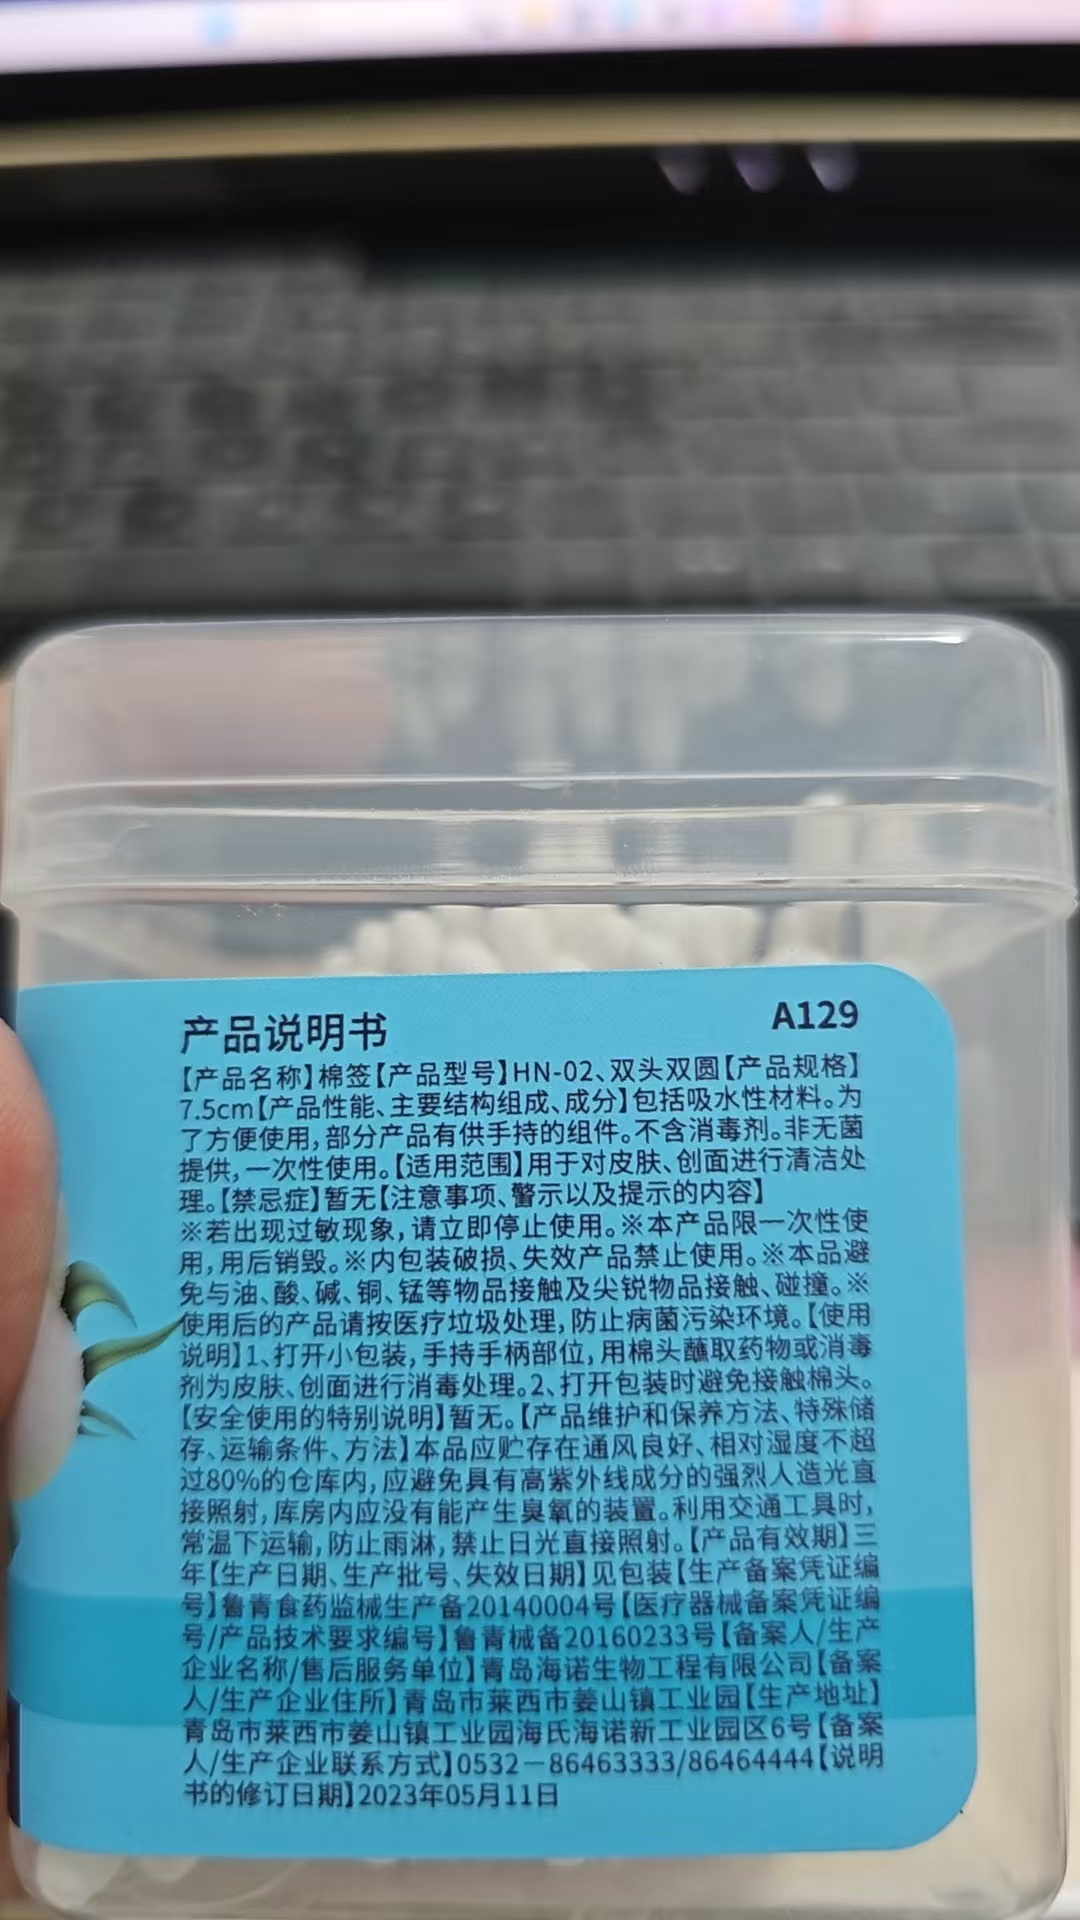 产品说明书
A129
【产品名称】棉签【产品型号】HN-02、双头双圆【产品规格】
7.5cm【产品性能、主要结构组成、成分】包括吸水性材料。为
了方便使用,部分产品有供手持的组件。不含消毒剂。非无菌
提供,一次性使用。【适用范围】用于对皮肤、创面进行清洁处
理。【禁忌症】暂无【注意事项、警示以及提示的内容】
※若出现过敏现象,请立即停止使用。※本产品限一次性使
用,用后销毁。※内包装破损、失效产品禁止使用。※本品避
免与油、酸、碱、铜、锰等物品接触及尖锐物品接触、碰撞。※
使用后的产品请按医疗垃圾处理,防止病菌污染环境。【使用
说明】1、打开小包装,手持手柄部位,用棉头蘸取药物或消毒
剂为皮肤、创面进行消毒处理。2、打开包装时避免接触棉头。
【安全使用的特别说明】暂无。【产品维护和保养方法、特殊储
存、运输条件、方法】本品应贮存在通风良好、相对湿度不超
过80%的仓库内,应避免具有高紫外线成分的强烈人造光直
接照射,库房内应没有能产生臭氧的装置。利用交通工具时,
常温下运输,防止雨淋,禁止日光直接照射。【产品有效期】三
年【生产日期、生产批号、失效日期】见包装【生产备案凭证编
号】鲁青食药监械生产备20140004号【医疗器械备案凭证编
号/产品技术要求编号】鲁青械备20160233号【备案人/生产
企业名称/售后服务单位】青岛海诺生物工程有限公司【备案
人/生产企业住所】青岛市莱西市姜山镇工业园【生产地址】
青岛市莱西市姜山镇工业园海氏海诺新工业园区6号【备案
人/生产企业联系方式】0532-86463333/86464444【说明
书的修订日期】2023年05月11日